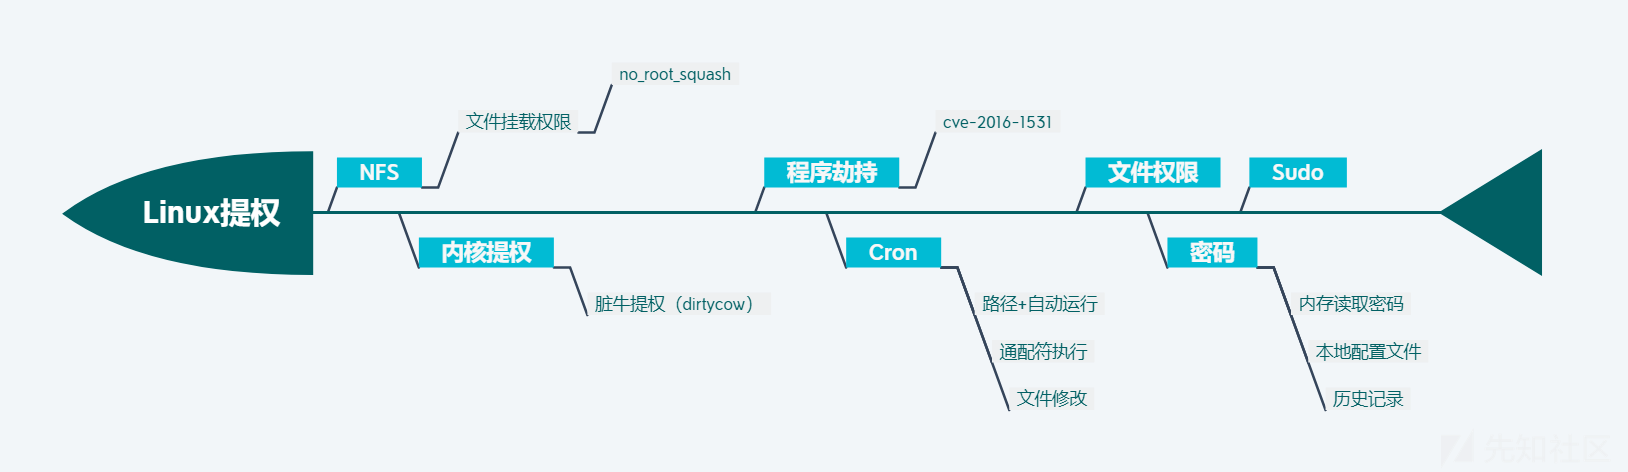 Linux提权
NFS
文件挂载权限
no_root_squash
内核提权
脏牛提权（dirtycow）
程序劫持
cve-2016-1531
Cron
路径+自动运行
通配符执行
文件修改
文件权限
密码
内存读取密码
本地配置文件
历史记录
Sudo
先知社区